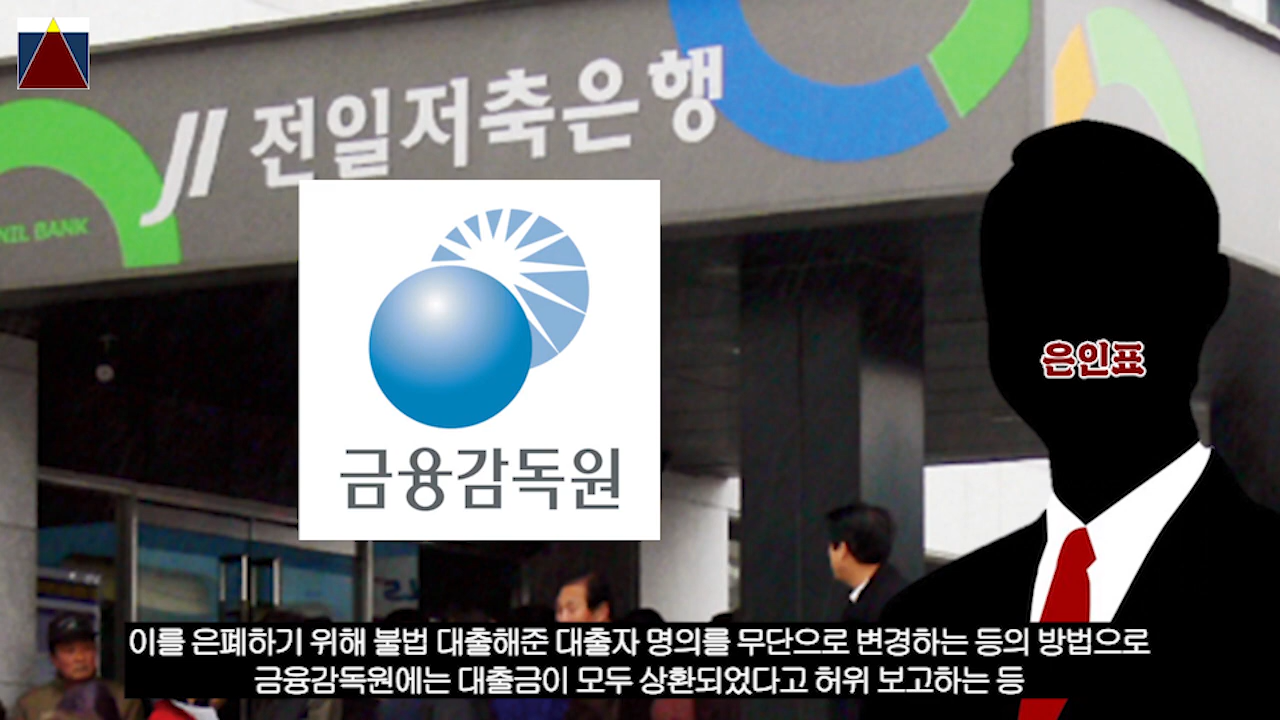 전일저축은행
NIL BANK
금융감독원
은인표
이를 은폐하기 위해 불법 대출해준 대출자 명의를 무단으로 변경하는 등의 방법으로
금융감독원에는 대출금이 모두 상환되었다고 허위 보고하는 등